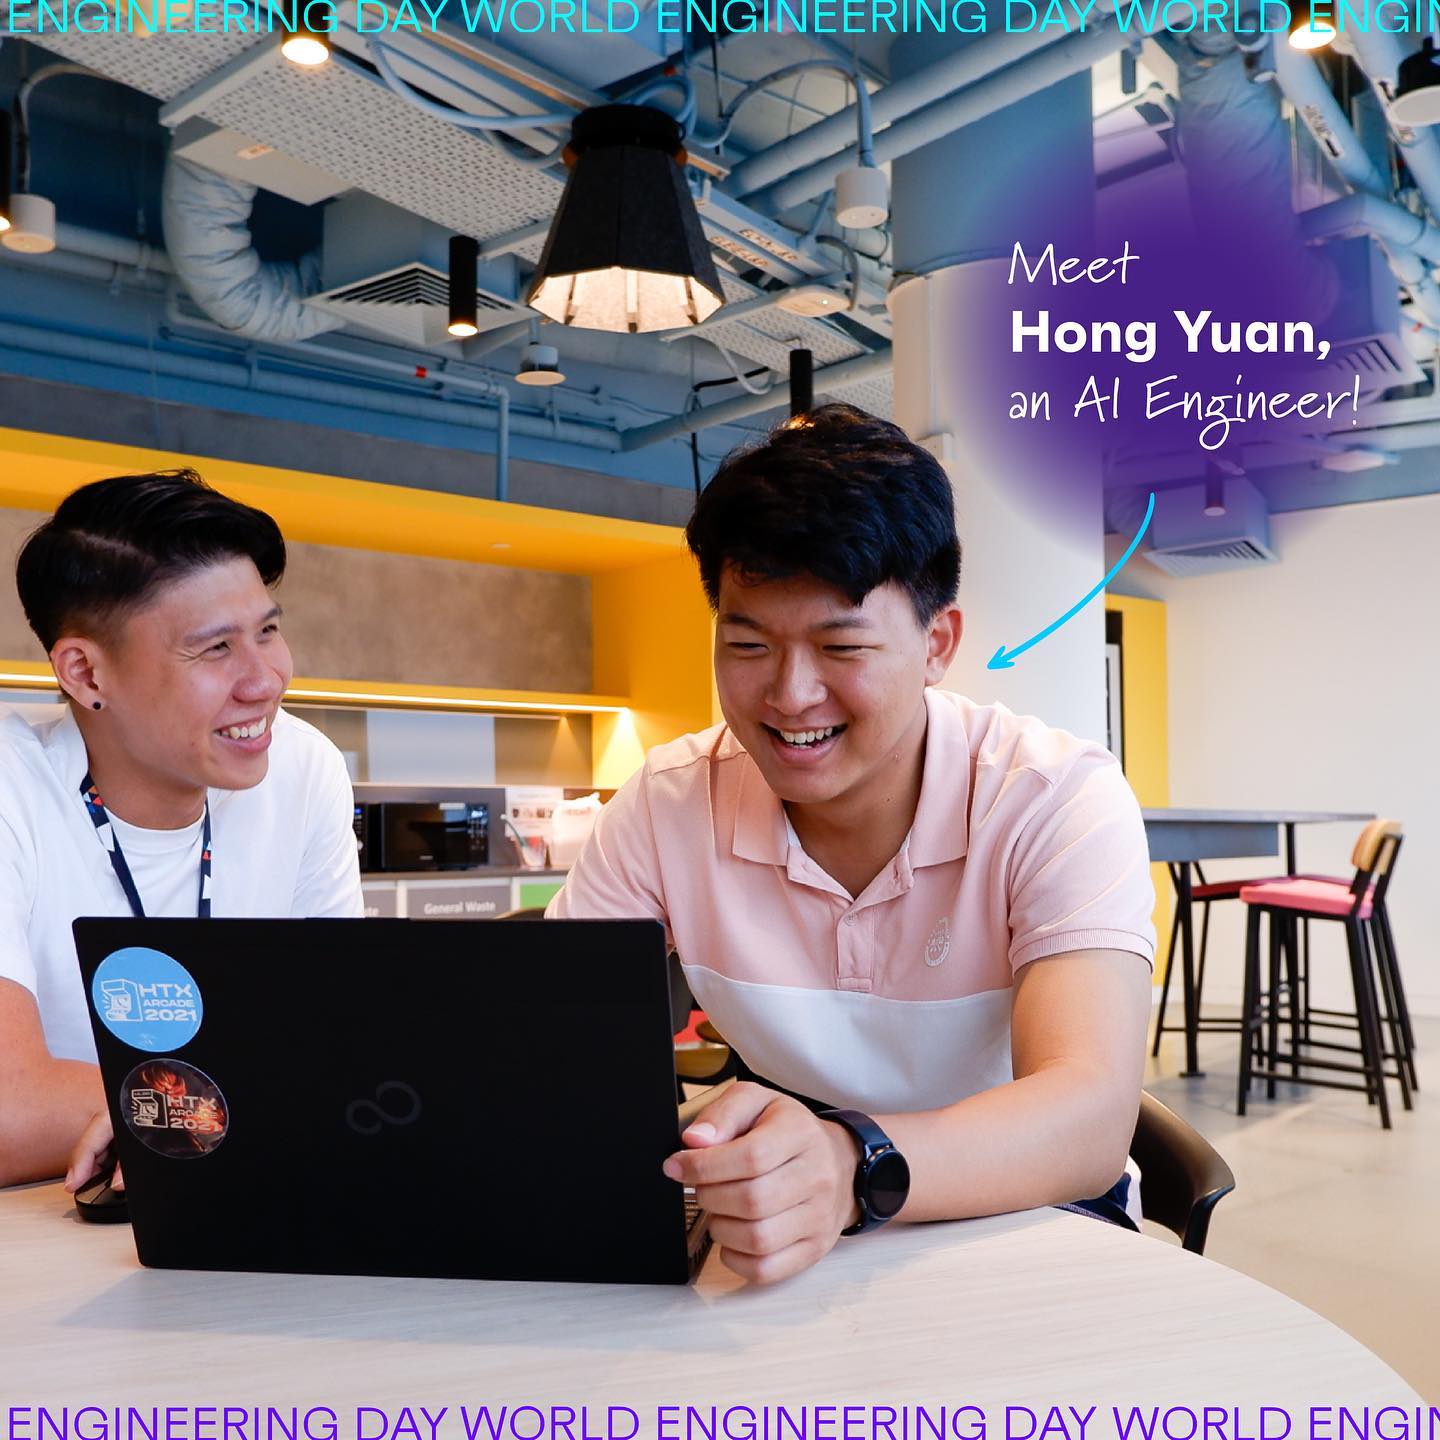 ENGINEERING DAY WORLD ENGINEERING DAY WORLD ENGIN
Meet
Hong Yuan,
an AI Engineer!
General Waste
HTX
ARCADE
2021
HTX
ARCADE
2021
ENGINEERING DAY WORLD ENGINEERING DAY WORLD ENGIN